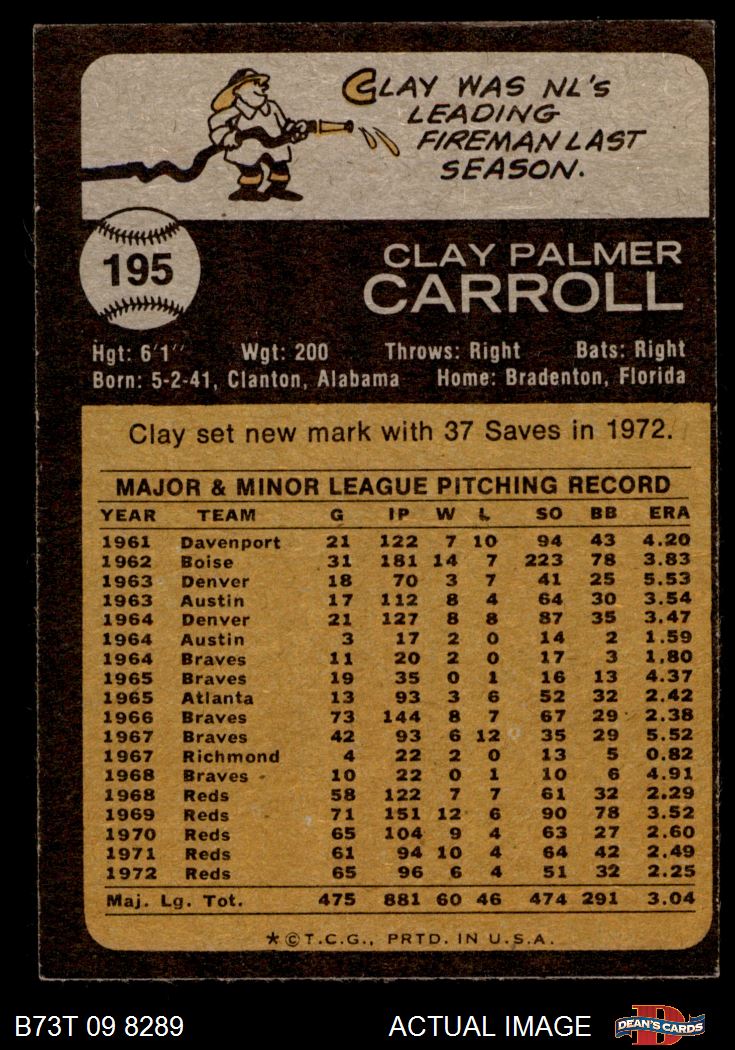 CLAY WAS NL'S
LEADING
FIREMAN LAST
SEASON.
195
CLAY PALMER
CARROLL
Hgt: 6'1" Wgt: 200 Throws: Right Bats: Right
Born: 5-2-41, Clanton, Alabama Home: Bradenton, Florida
Clay set new mark with 37 Saves in 1972.
MAJOR & MINOR LEAGUE PITCHING RECORD
YEAR TEAM G IP W L SO BB ERA
1961 Davenport 21 122 7 10 94 43 4.20
1962 Boise 31 181 14 7 223 78 3.83
1963 Denver 18 70 3 7 41 25 5.53
1963 Austin 17 112 8 4 64 30 3.54
1964 Denver 21 127 8 8 87 35 3.47
1964 Austin 3 17 2 0 14 2 1.59
1964 Braves 11 20 2 0 17 3 1.80
1965 Braves 19 35 0 1 16 13 4.37
1965 Atlanta 13 93 3 6 52 32 2.42
1966 Braves 73 144 8 7 67 29 2.38
1967 Braves 42 93 6 12 35 29 5.52
1967 Richmond 4 22 2 0 13 5 0.82
1968 Braves 10 22 0 1 10 6 4.91
1968 Reds 58 122 7 7 61 32 2.29
1969 Reds 71 151 12 6 90 78 3.52
1970 Reds 65 104 9 4 63 27 2.60
1971 Reds 61 94 10 4 64 42 2.49
1972 Reds 65 96 6 4 51 32 2.25
Maj. Lg. Tot. 475 881 60 46 474 291 3.04
*©T.C.G., PRTD. IN U.S.A.
B73T 09 8289 ACTUAL IMAGE DEAN'S CARDS